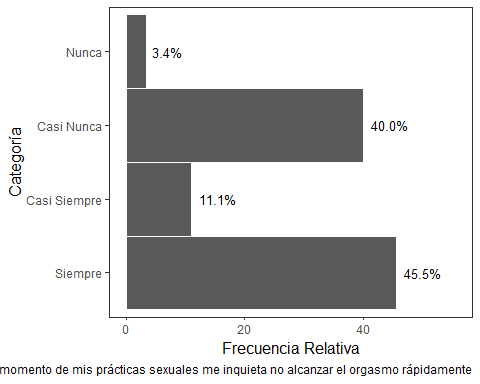 Nunca
3.4%
Casi Nunca
40.0%
Casi Siempre
11.1%
Siempre
45.5%
Categoría
0
20
40
Frecuencia Relativa
momento de mis prácticas sexuales me inquieta no alcanzar el orgasmo rápidamente